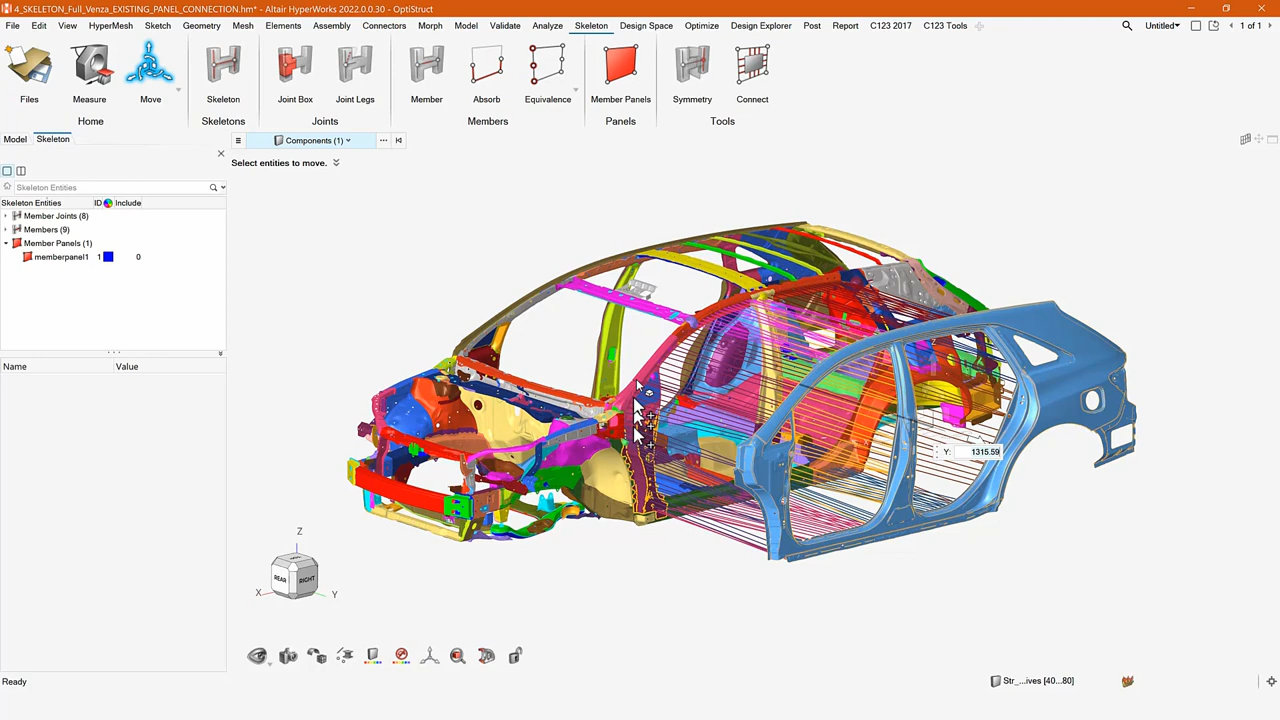 4_SKELETON_Full_Venza_EXISTING_PANEL_CONNECTION.hm* - Altair HyperWorks 2022.0.0.30 - OptiStruct
File Edit View HyperMesh Sketch Geometry Mesh Elements Assembly Connectors Morph Model Validate Analyze Skeleton Design Space Optimize Design Explorer Post Report C123 2017 C123 Tools Untitled 1 of 1
Files Measure Move Skeleton Joint Box Joint Legs Member Absorb Equivalence Member Panels Symmetry Connect
Home Skeletons Joints Members Panels Tools
Model Skeleton
Components (1)
Select entities to move.
Skeleton Entities
Skeleton Entities ID Include
Member Joints (8)
Members (9)
Member Panels (1)
memberpanel1 1 0
Name Value
Y: 1315.59
Z
REAR RIGHT
X Y
Ready
Str_...ives [40...80]